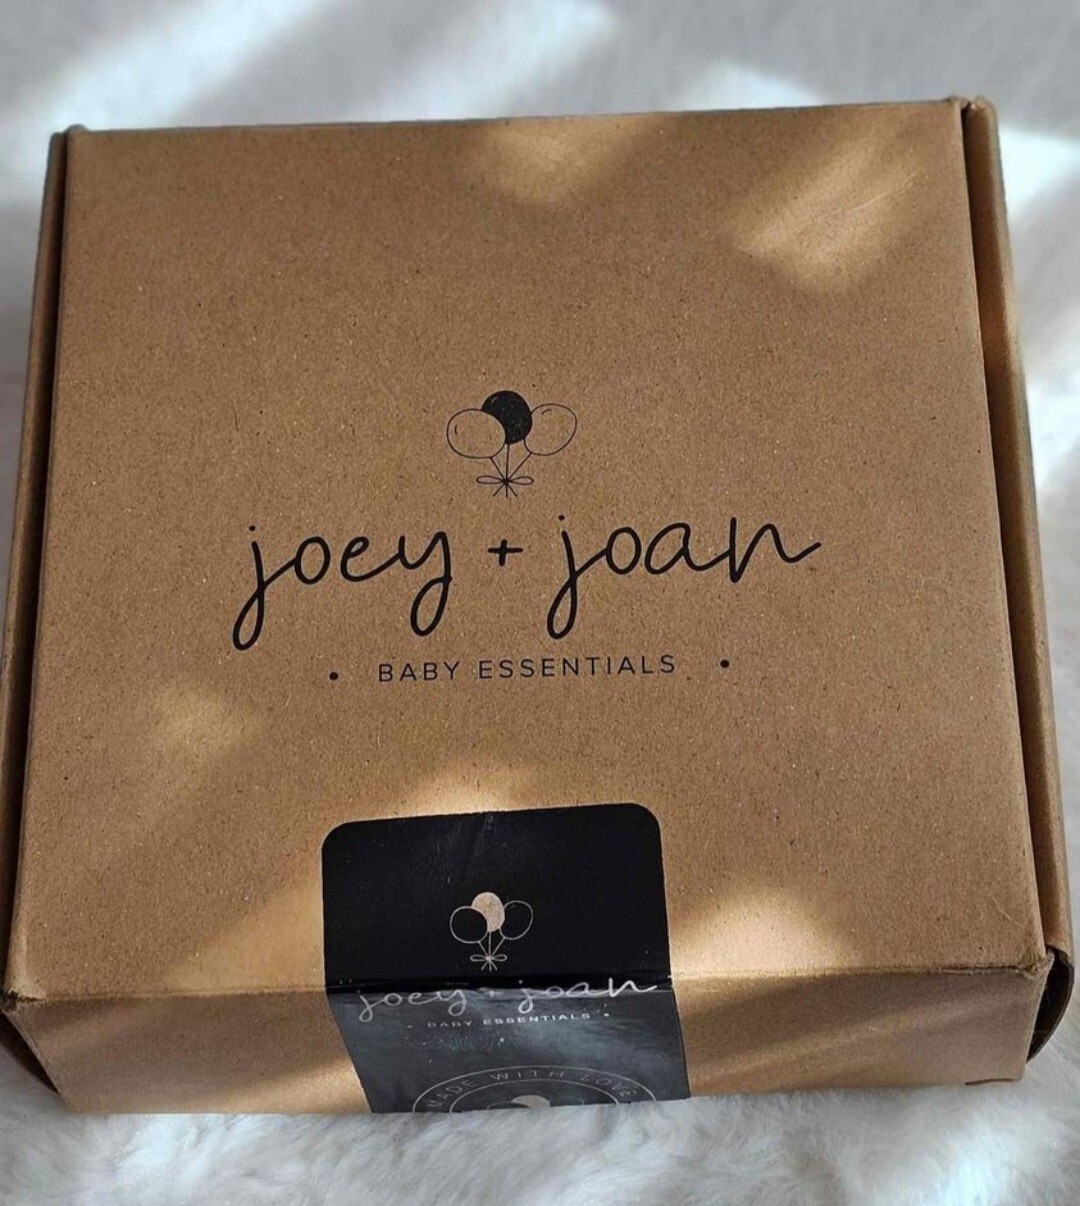 joey + joan
• BABY ESSENTIALS •
joey + joan
• BABY ESSENTIALS •
MADE WITH LOVE